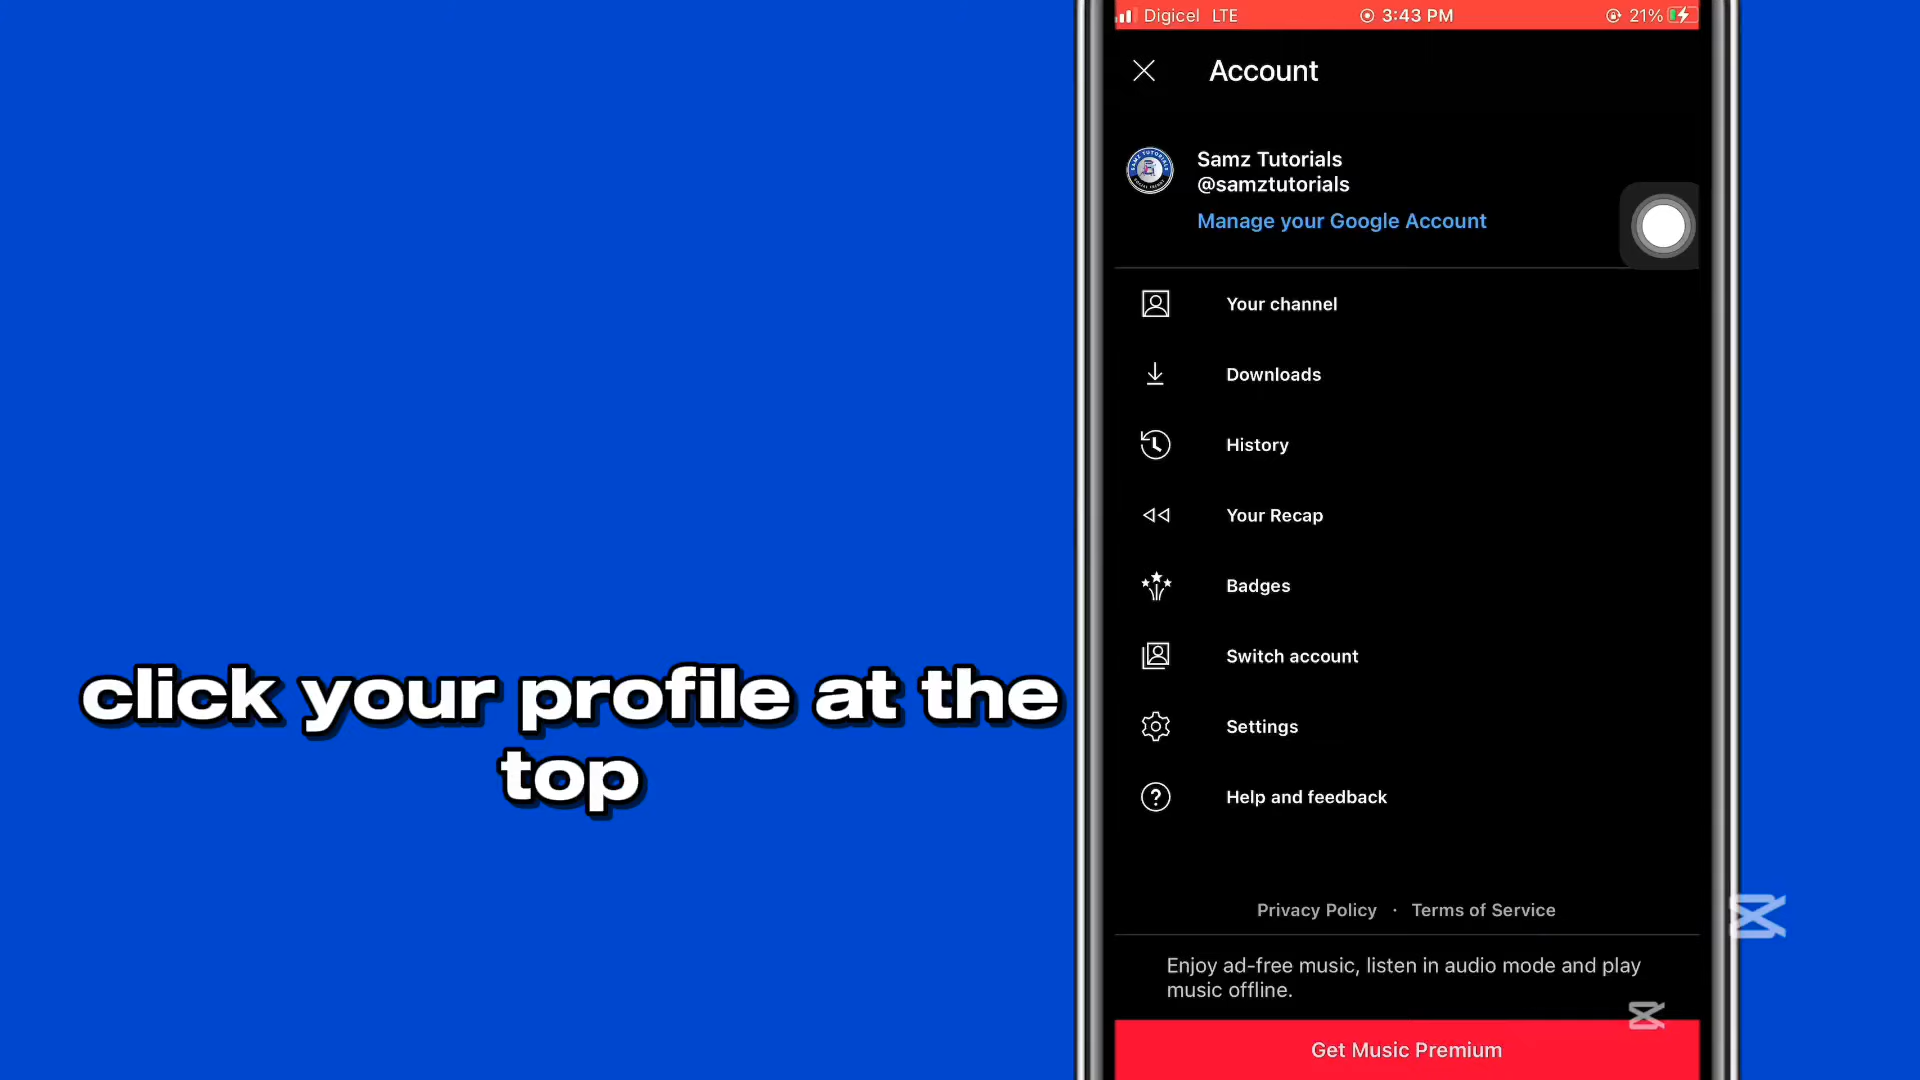 Digicel LTE 3:43 PM 21%
Account
Samz Tutorials
@samztutorials
Manage your Google Account
Your channel
Downloads
History
Your Recap
Badges
Switch account
Settings
Help and feedback
Privacy Policy · Terms of Service
Enjoy ad-free music, listen in audio mode and play
music offline.
Get Music Premium
click your profile at the
top